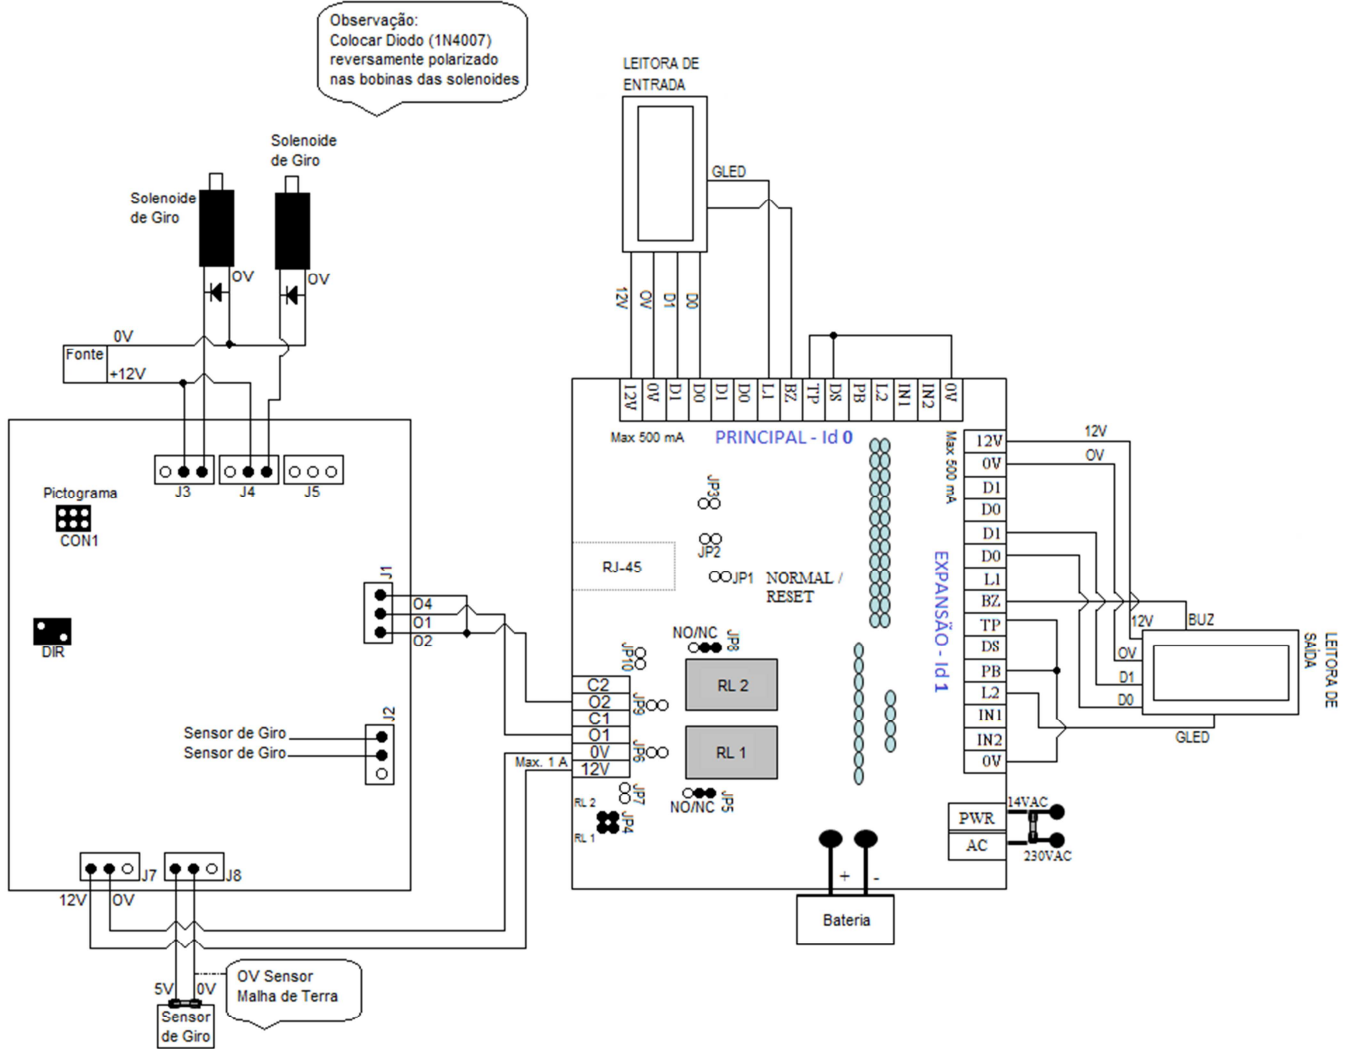 Observação:
Colocar Diodo (1N4007)
reversamente polarizado
nas bobinas das solenoides
LEITORA DE
ENTRADA
Solenoide
de Giro
Solenoide
de Giro
GLED
OV
OV
12V
OV
D1
D0
0V
Fonte
+12V
12V
0V
D1
D0
D1
D0
L1
BZ
TP
DS
PB
L2
IN1
IN2
0V
Max 500 mA
PRINCIPAL - Id 0
Max 500 mA
EXPANSÃO - Id 1
12V
0V
D1
D0
D1
D0
L1
BZ
TP
DS
PB
L2
IN1
IN2
0V
12V
OV
BUZ
12V
OV
D1
D0
GLED
LEITORA DE
SAÍDA
J3
J4
J5
Pictograma
CON1
DIR
J1
O4
O1
O2
J2
Sensor de Giro
Sensor de Giro
JP3
JP2
JP1
NORMAL /
RESET
RJ-45
NO/NC
JP8
JP10
RL 2
JP9
RL 1
JP6
C2
O2
C1
O1
0V
12V
Max. 1 A
JP7
NO/NC
JP5
RL 2
RL 1
JP4
PWR
AC
14VAC
230VAC
+
-
Bateria
J7
J8
12V
OV
5V
0V
OV Sensor
Malha de Terra
Sensor
de Giro